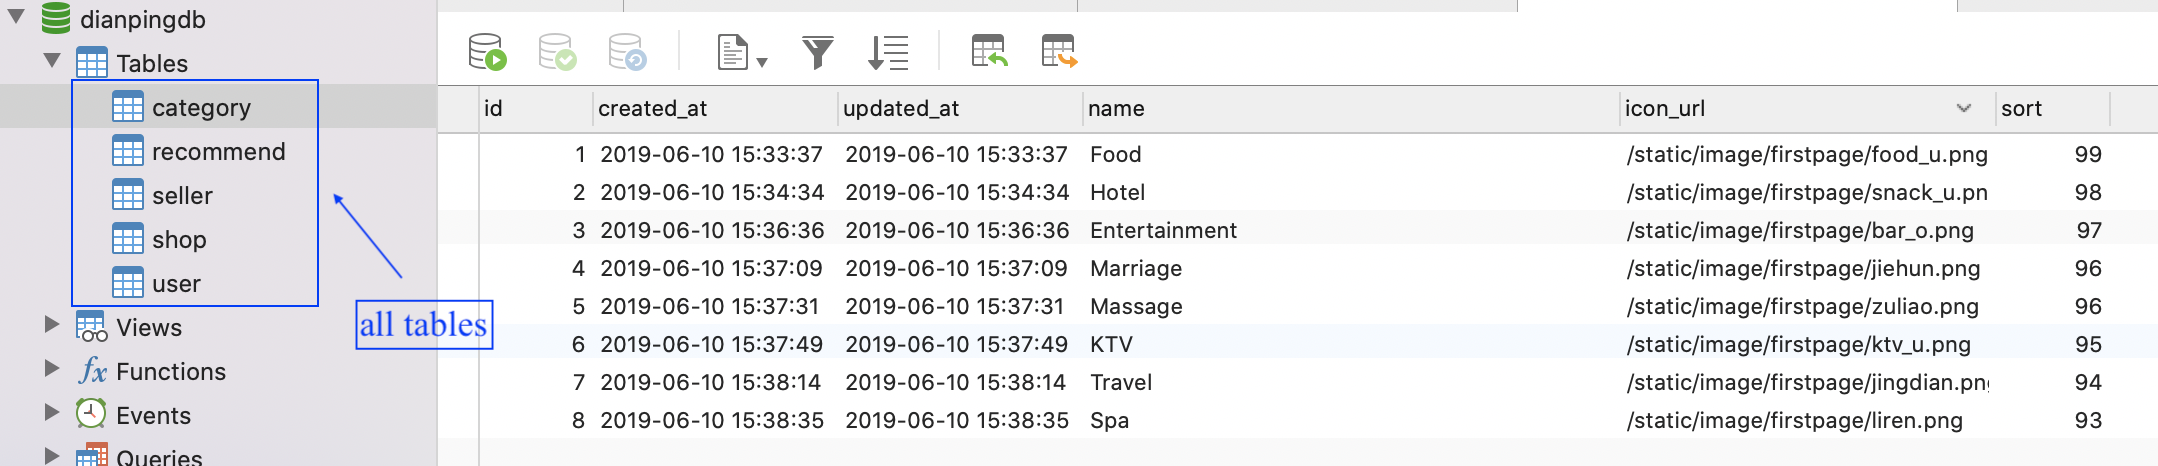 dianpingdb
Tables
category
recommend
seller
shop
user
all tables
Views
fx Functions
Events
Queries
id created_at updated_at name icon_url sort
1 2019-06-10 15:33:37 2019-06-10 15:33:37 Food /static/image/firstpage/food_u.png 99
2 2019-06-10 15:34:34 2019-06-10 15:34:34 Hotel /static/image/firstpage/snack_u.pn 98
3 2019-06-10 15:36:36 2019-06-10 15:36:36 Entertainment /static/image/firstpage/bar_o.png 97
4 2019-06-10 15:37:09 2019-06-10 15:37:09 Marriage /static/image/firstpage/jiehun.png 96
5 2019-06-10 15:37:31 2019-06-10 15:37:31 Massage /static/image/firstpage/zuliao.png 96
6 2019-06-10 15:37:49 2019-06-10 15:37:49 KTV /static/image/firstpage/ktv_u.png 95
7 2019-06-10 15:38:14 2019-06-10 15:38:14 Travel /static/image/firstpage/jingdian.pn 94
8 2019-06-10 15:38:35 2019-06-10 15:38:35 Spa /static/image/firstpage/liren.png 93